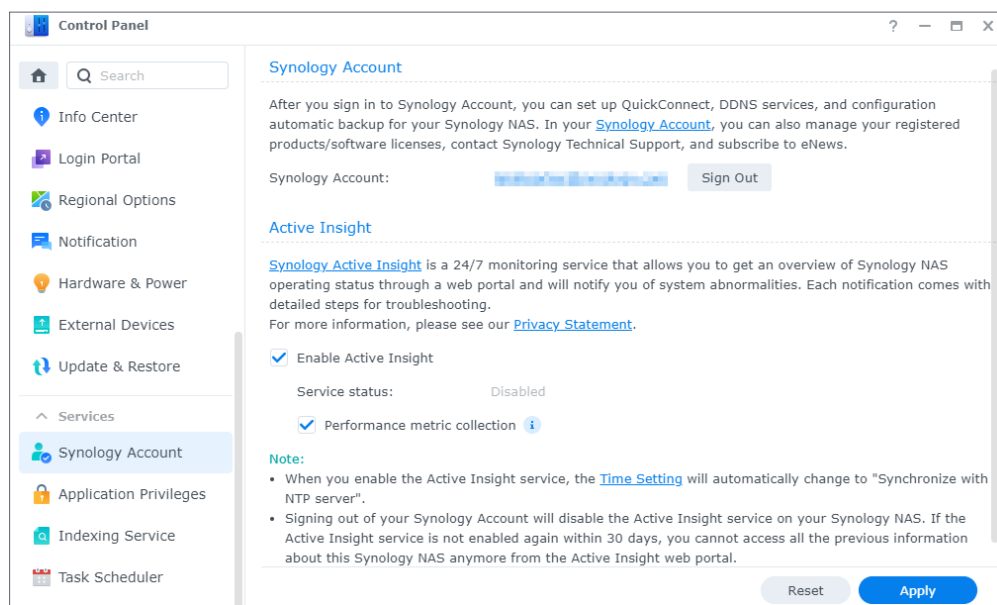 Control Panel
?
Search
Info Center
Login Portal
Regional Options
Notification
Hardware & Power
External Devices
Update & Restore
Services
Synology Account
Application Privileges
Indexing Service
Task Scheduler
Synology Account
After you sign in to Synology Account, you can set up QuickConnect, DDNS services, and configuration
automatic backup for your Synology NAS. In your Synology Account, you can also manage your registered
products/software licenses, contact Synology Technical Support, and subscribe to eNews.
Synology Account:
Sign Out
Active Insight
Synology Active Insight is a 24/7 monitoring service that allows you to get an overview of Synology NAS
operating status through a web portal and will notify you of system abnormalities. Each notification comes with
detailed steps for troubleshooting.
For more information, please see our Privacy Statement.
Enable Active Insight
Service status: Disabled
Performance metric collection i
Note:
• When you enable the Active Insight service, the Time Setting will automatically change to "Synchronize with
NTP server".
• Signing out of your Synology Account will disable the Active Insight service on your Synology NAS. If the
Active Insight service is not enabled again within 30 days, you cannot access all the previous information
about this Synology NAS anymore from the Active Insight web portal.
Reset
Apply